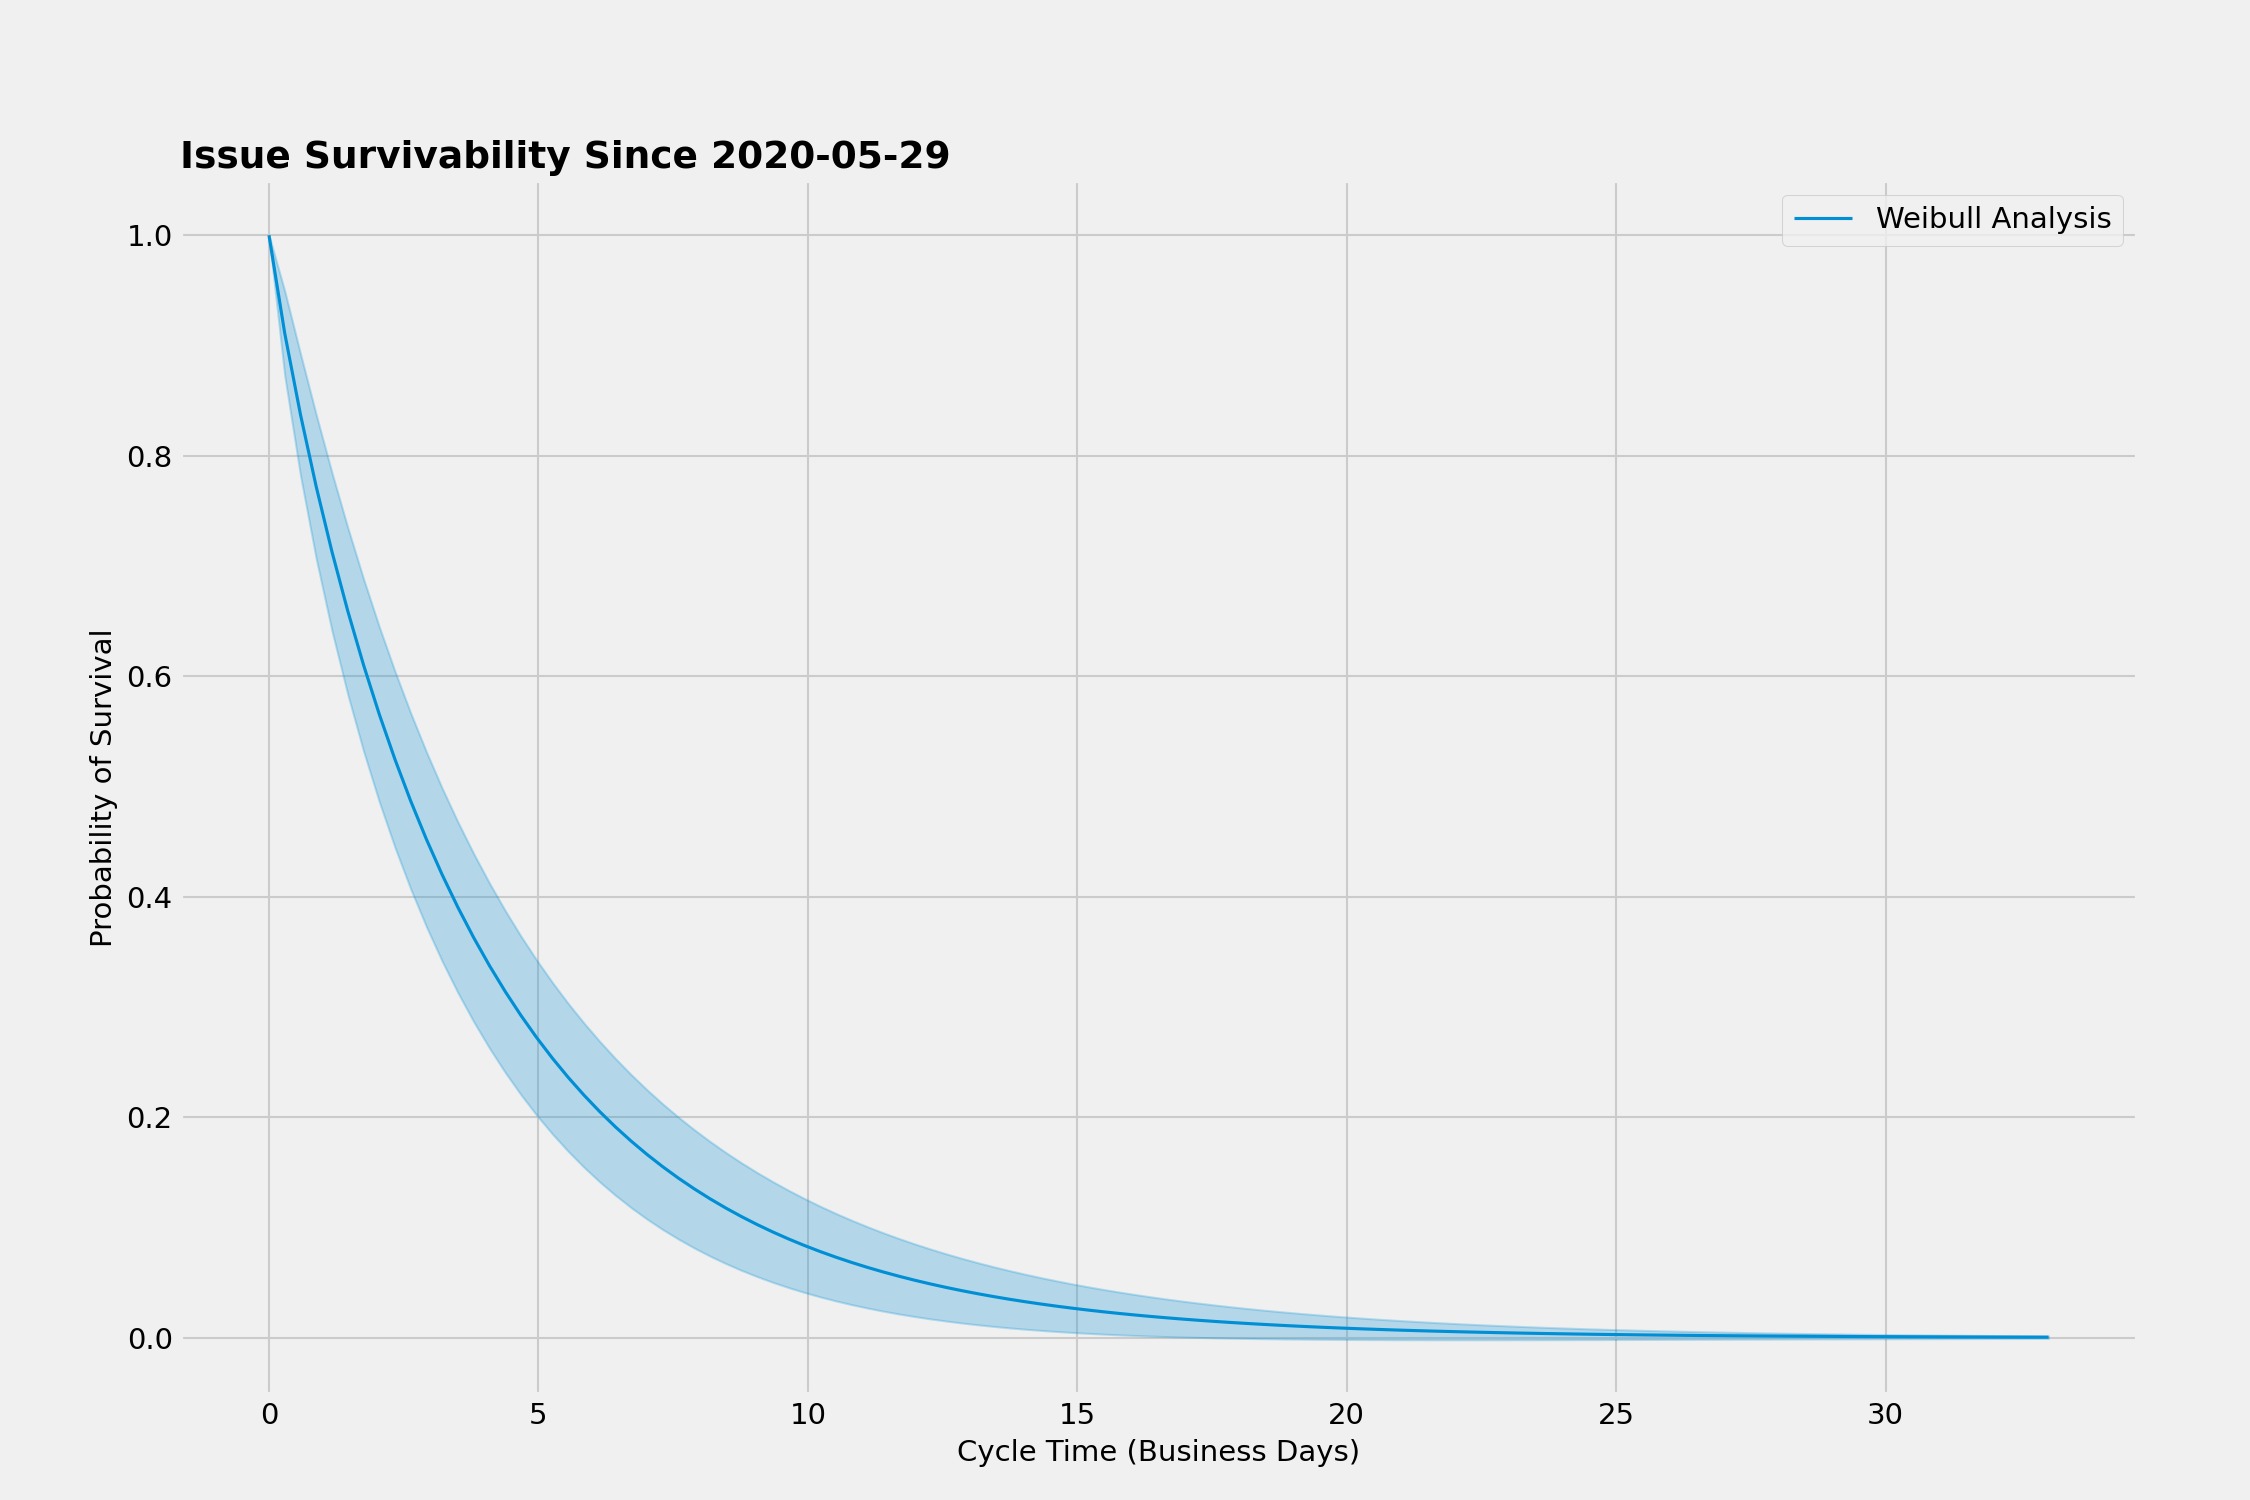 Issue Survivability Since 2020-05-29
Weibull Analysis
Probability of Survival
1.0
0.8
0.6
0.4
0.2
0.0
0 5 10 15 20 25 30
Cycle Time (Business Days)